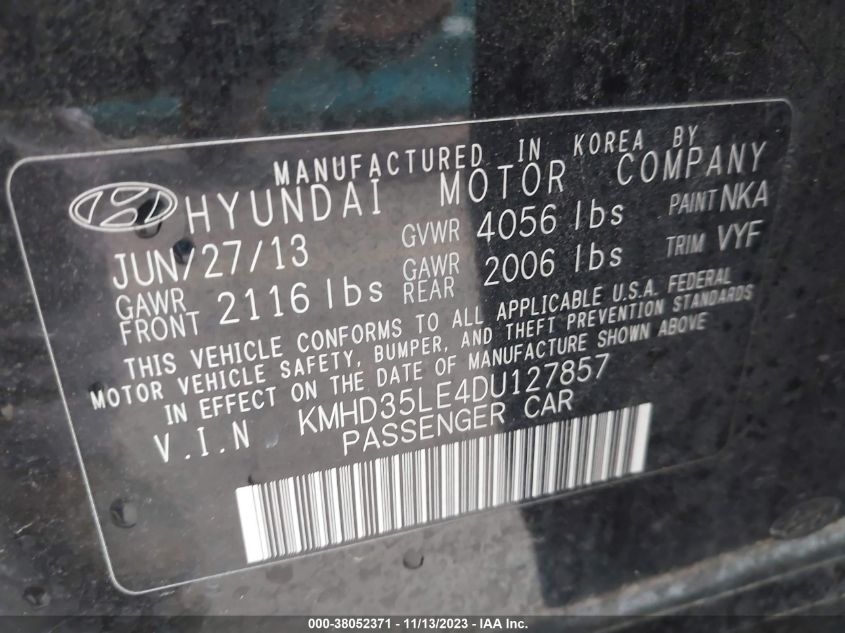 MANUFACTURED IN KOREA BY
HYUNDAI MOTOR COMPANY
JUN/27/13 GVWR 4056 lbs PAINT NKA
GAWR FRONT 2116 lbs GAWR REAR 2006 lbs TRIM VYF
THIS VEHICLE CONFORMS TO ALL APPLICABLE U.S.A. FEDERAL
MOTOR VEHICLE SAFETY, BUMPER, AND THEFT PREVENTION STANDARDS
IN EFFECT ON THE DATE OF MANUFACTURE SHOWN ABOVE
V.I.N KMHD35LE4DU127857
PASSENGER CAR
000-38052371 - 11/13/2023 - IAA Inc.